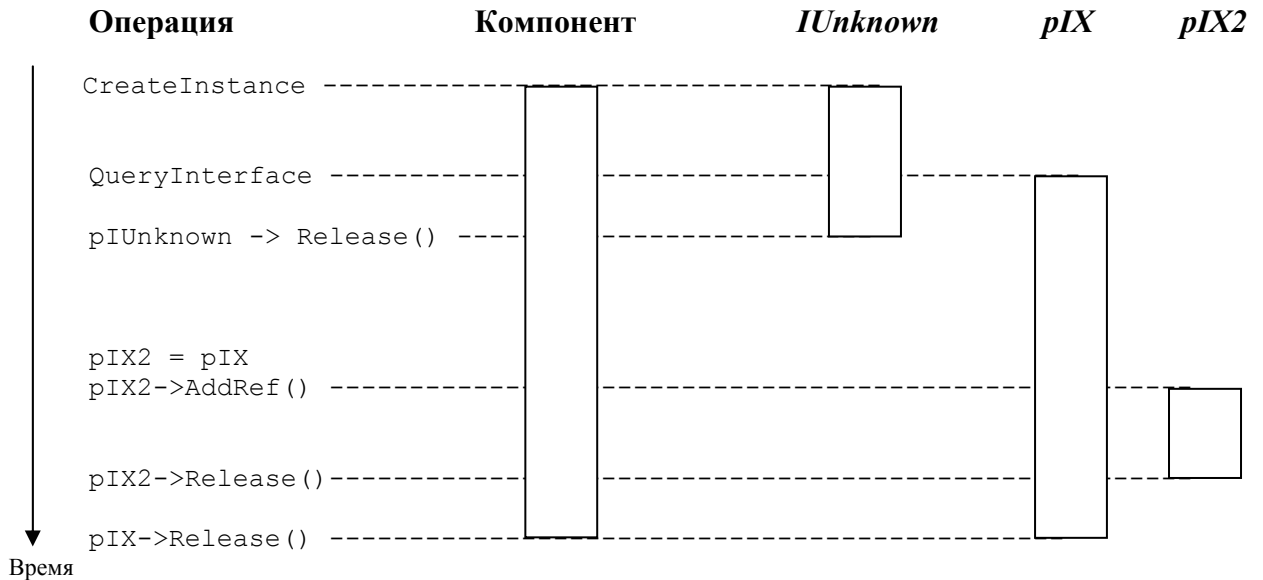 Операция Компонент IUnknown pIX pIX2
CreateInstance
QueryInterface
pIUnknown -> Release()
pIX2 = pIX
pIX2->AddRef()
pIX2->Release()
pIX->Release()
Время